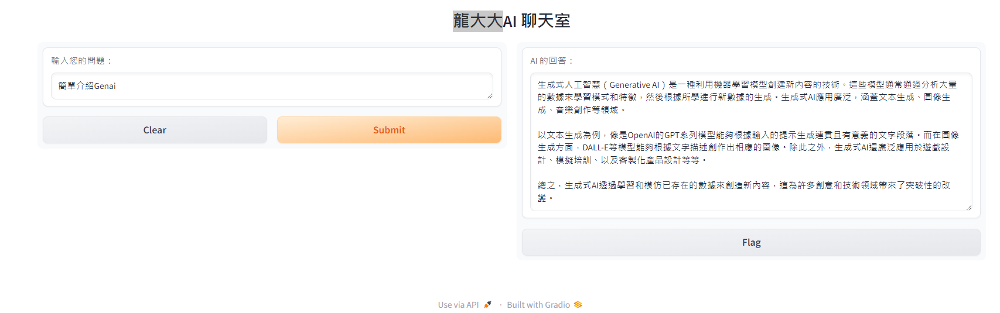 龍大大AI 聊天室
輸入您的問題：
簡單介紹Genai
Clear
Submit
AI 的回答：
生成式人工智慧（Generative AI）是一種利用機器學習模型創建新內容的技術。這些模型通常通過分析大量
的數據來學習模式和特徵，然後根據所學進行新數據的生成。生成式AI應用廣泛，涵蓋文本生成、圖像生
成、音樂創作等領域。
以文本生成為例，像是OpenAI的GPT系列模型能夠根據輸入的提示生成連貫且有意義的文字段落。而在圖像
生成方面，DALL-E等模型能夠根據文字描述創作出相應的圖像。除此之外，生成式AI還廣泛應用於遊戲設
計、模擬培訓、以及客製化產品設計等等。
總之，生成式AI透過學習和模仿已存在的數據來創造新內容，這為許多創意和技術領域帶來了突破性的改
變。
Flag
Use via API · Built with Gradio